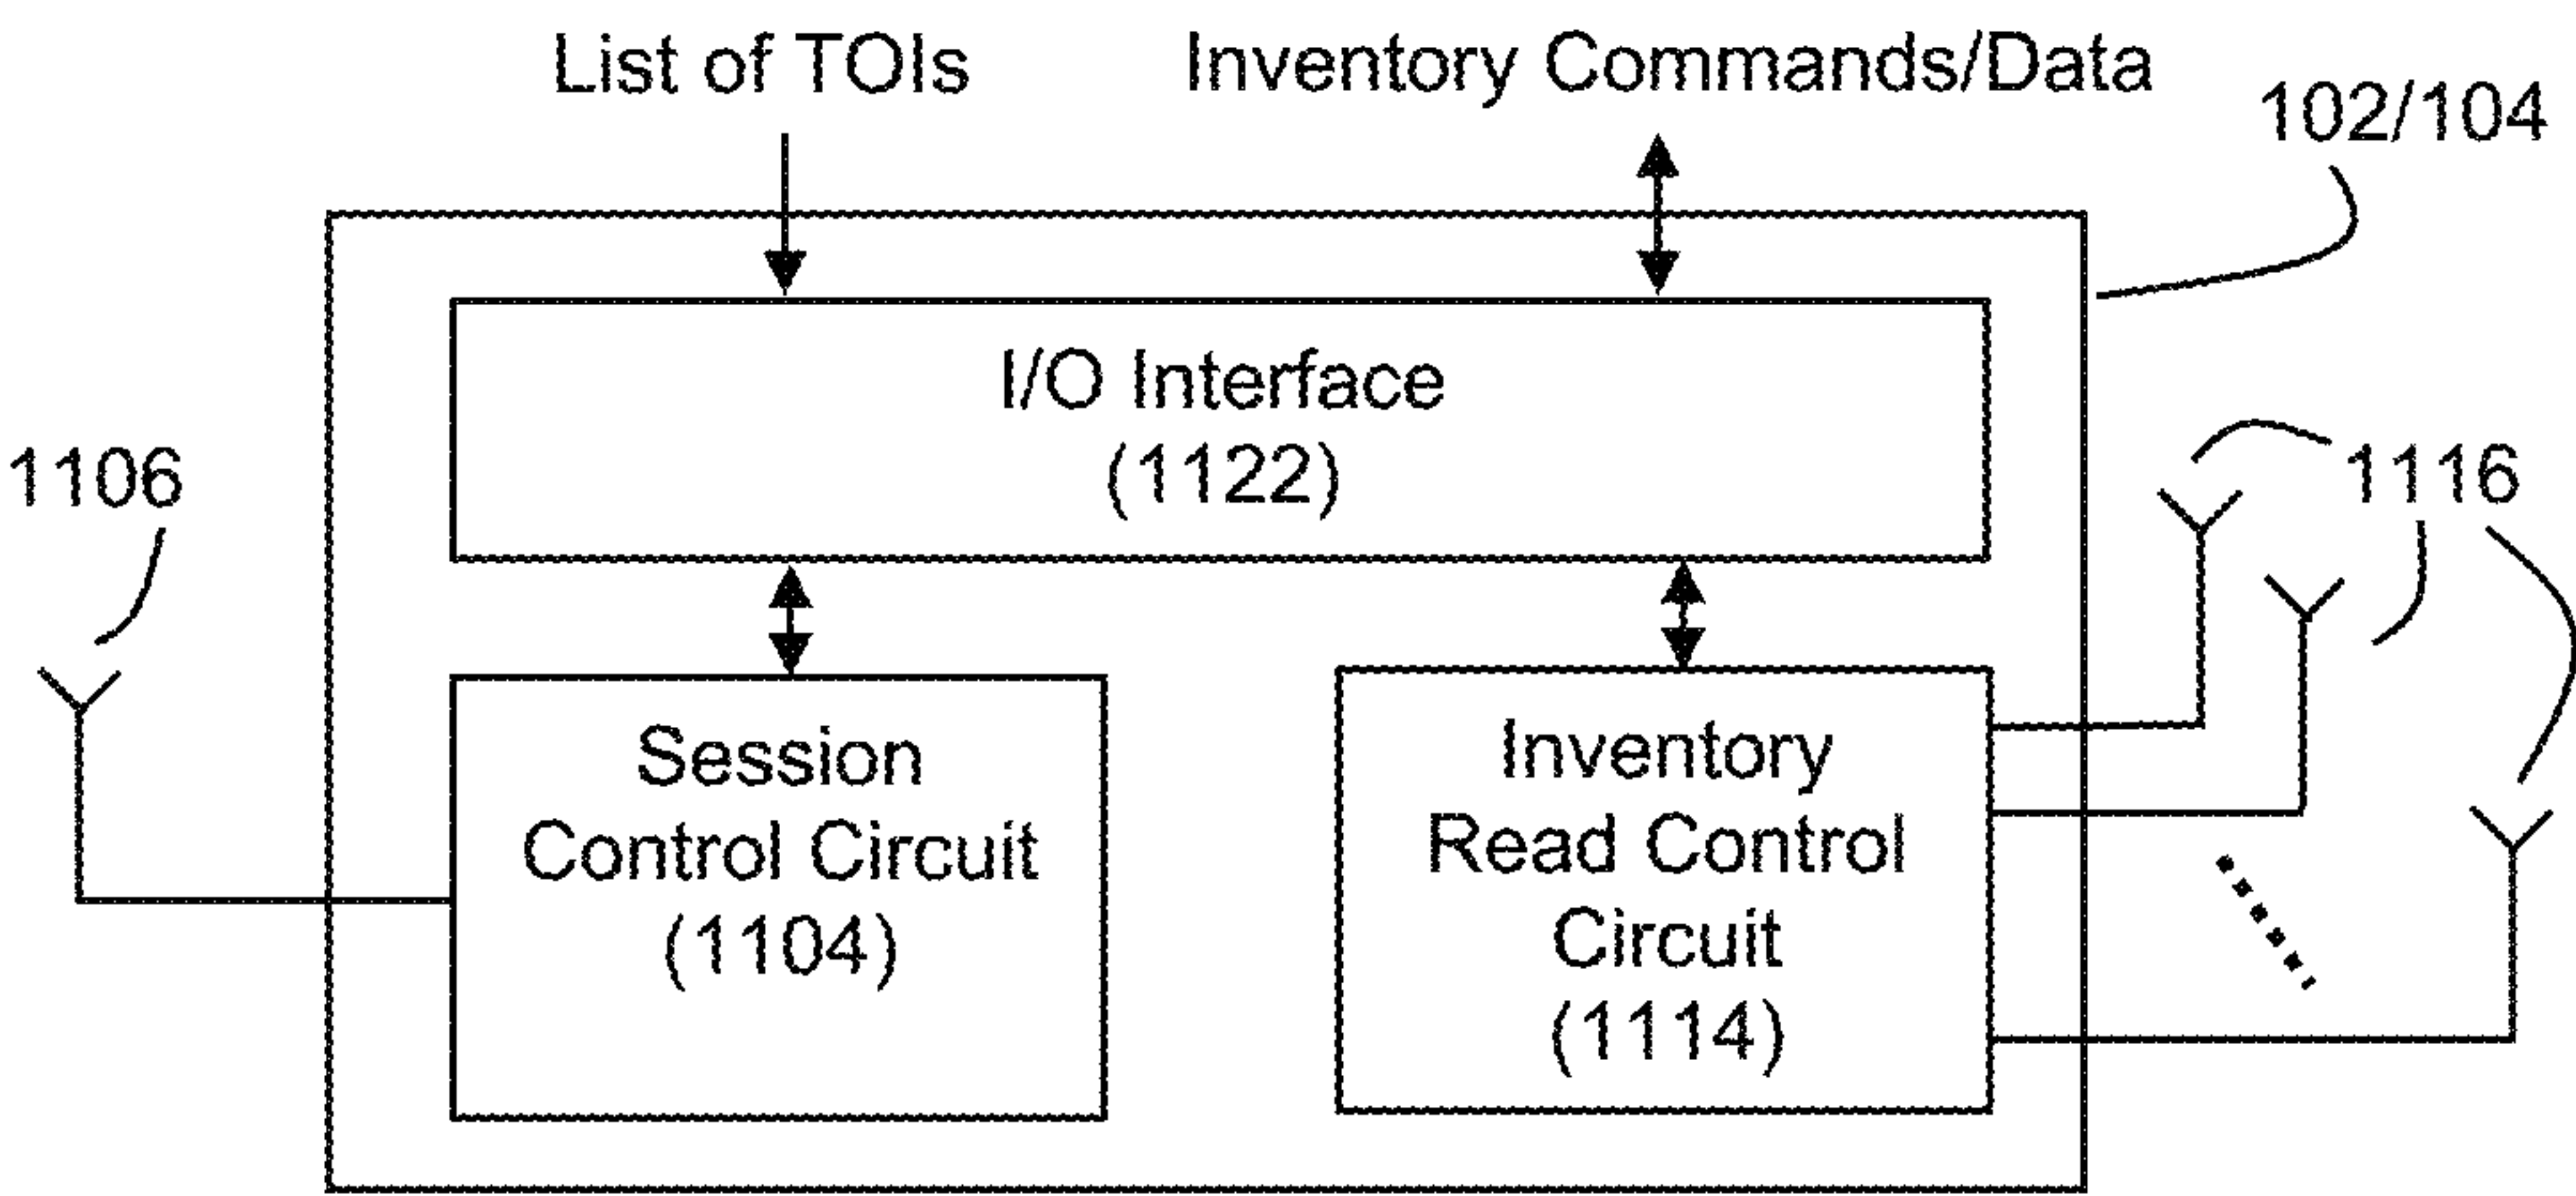 List of TOIs
Inventory Commands/Data
102/104
I/O Interface
(1122)
1106
1116
Session
Control Circuit
(1104)
Inventory
Read Control
Circuit
(1114)